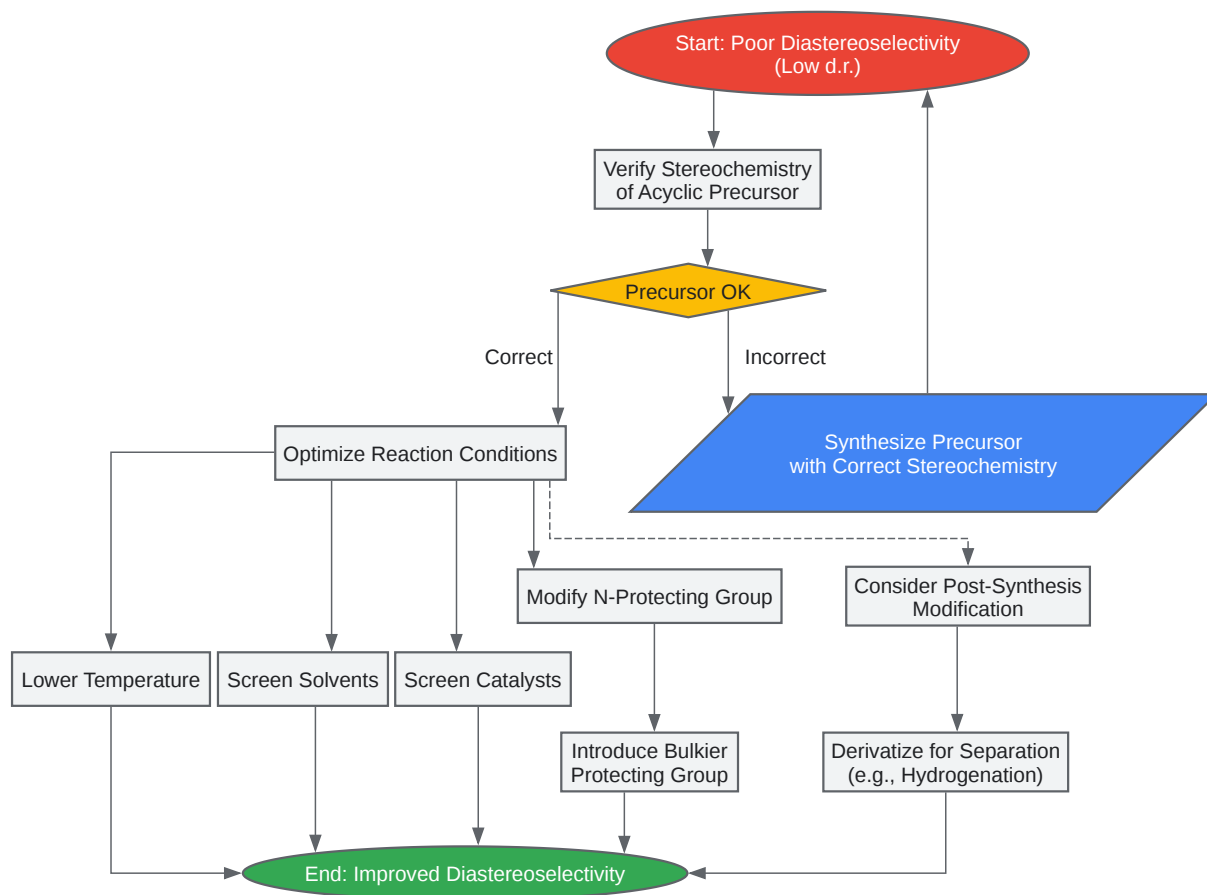 Start: Poor Diastereoselectivity
(Low d.r.)
Verify Stereochemistry
of Acyclic Precursor
Precursor OK
Correct
Incorrect
Optimize Reaction Conditions
Synthesize Precursor
with Correct Stereochemistry
Modify N-Protecting Group
Consider Post-Synthesis
Modification
Lower Temperature
Screen Solvents
Screen Catalysts
Introduce Bulkier
Protecting Group
Derivatize for Separation
(e.g., Hydrogenation)
End: Improved Diastereoselectivity